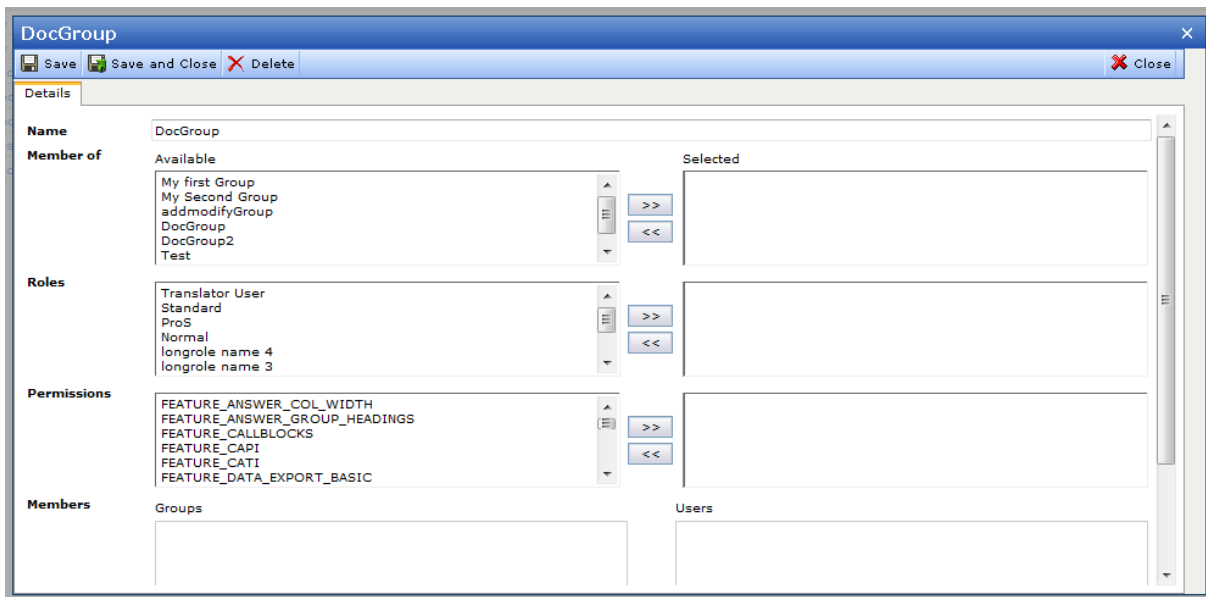 DocGroup
Save Save and Close Delete Close
Details
Name DocGroup
Member of Available Selected
My first Group
My Second Group
addmodifyGroup
DocGroup
DocGroup2
Test
>>
<<
Roles
Translator User
Standard
ProS
Normal
longrole name 4
longrole name 3
>>
<<
Permissions
FEATURE_ANSWER_COL_WIDTH
FEATURE_ANSWER_GROUP_HEADINGS
FEATURE_CALLBLOCKS
FEATURE_CAPI
FEATURE_CATI
FEATURE_DATA_EXPORT_BASIC
>>
<<
Members Groups Users